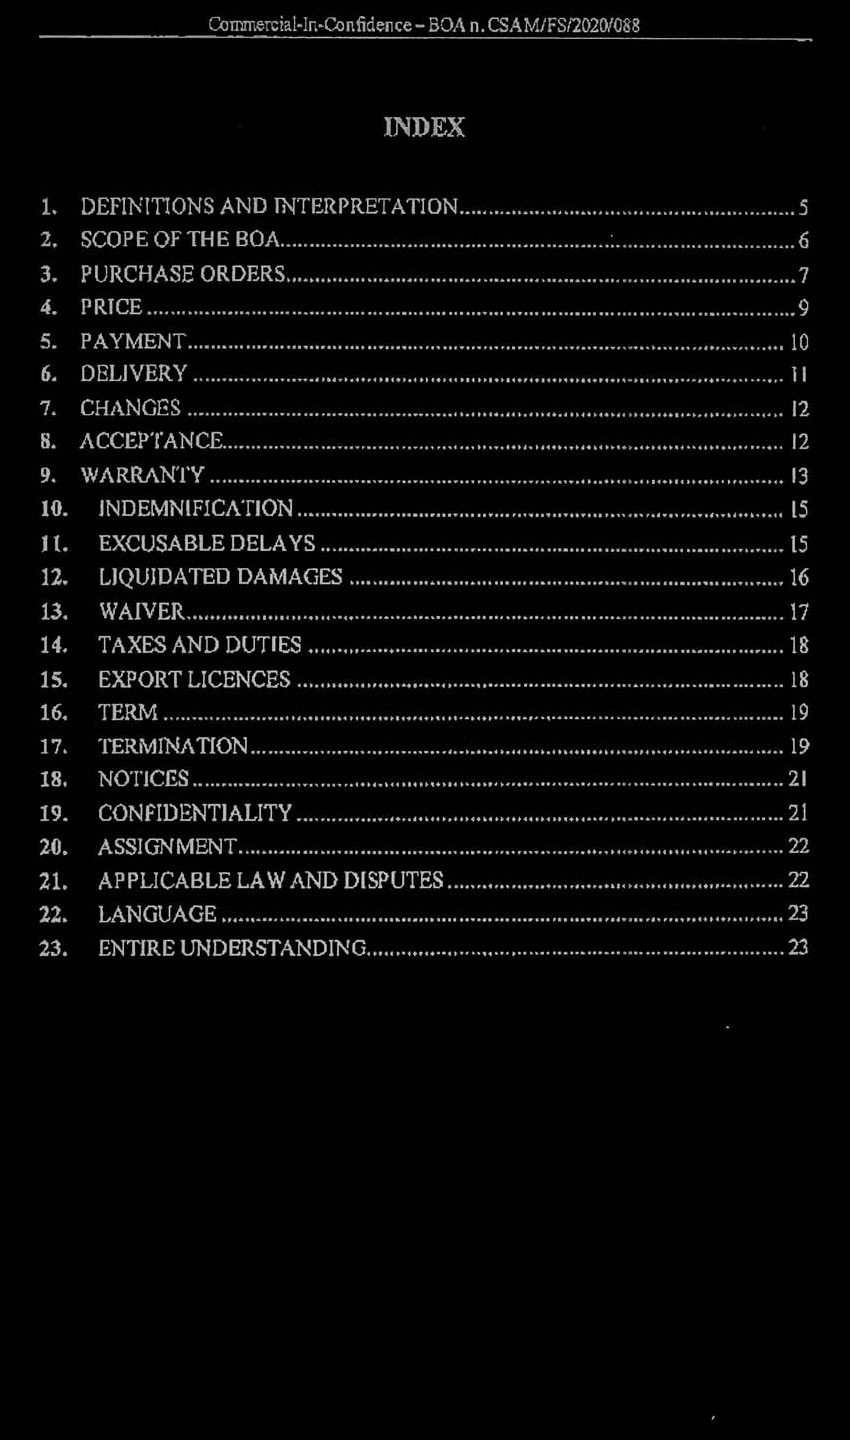 Commercial-In-Confidence – BOA n. CSAM/FS/2020/088
INDEX
1. DEFINITIONS AND INTERPRETATION 5
2. SCOPE OF THE BOA 6
3. PURCHASE ORDERS 7
4. PRICE 9
5. PAYMENT 10
6. DELIVERY 11
7. CHANGES 12
8. ACCEPTANCE 12
9. WARRANTY 13
10. INDEMNIFICATION 15
11. EXCUSABLE DELAYS 15
12. LIQUIDATED DAMAGES 16
13. WAIVER 17
14. TAXES AND DUTIES 18
15. EXPORT LICENCES 18
16. TERM 19
17. TERMINATION 19
18. NOTICES 21
19. CONFIDENTIALITY 21
20. ASSIGNMENT 22
21. APPLICABLE LAW AND DISPUTES 22
22. LANGUAGE 23
23. ENTIRE UNDERSTANDING 23